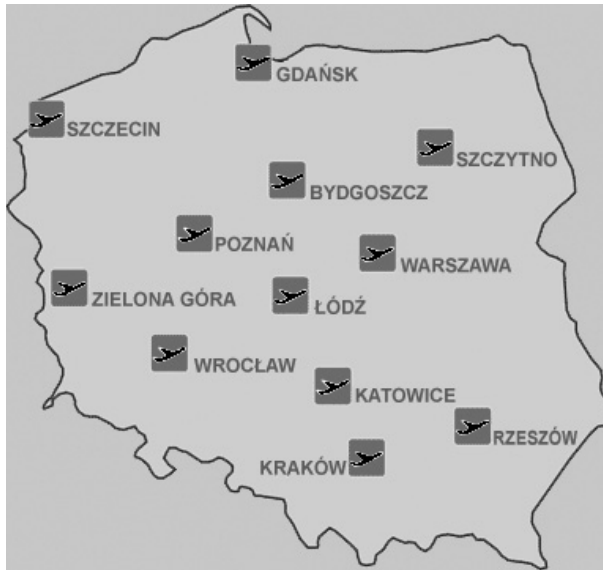 GDAŃSK
SZCZECIN
SZCZYTNO
BYDGOSZCZ
POZNAŃ
WARSZAWA
ZIELONA GÓRA
ŁÓDŹ
WROCŁAW
KATOWICE
RZESZÓW
KRAKÓW